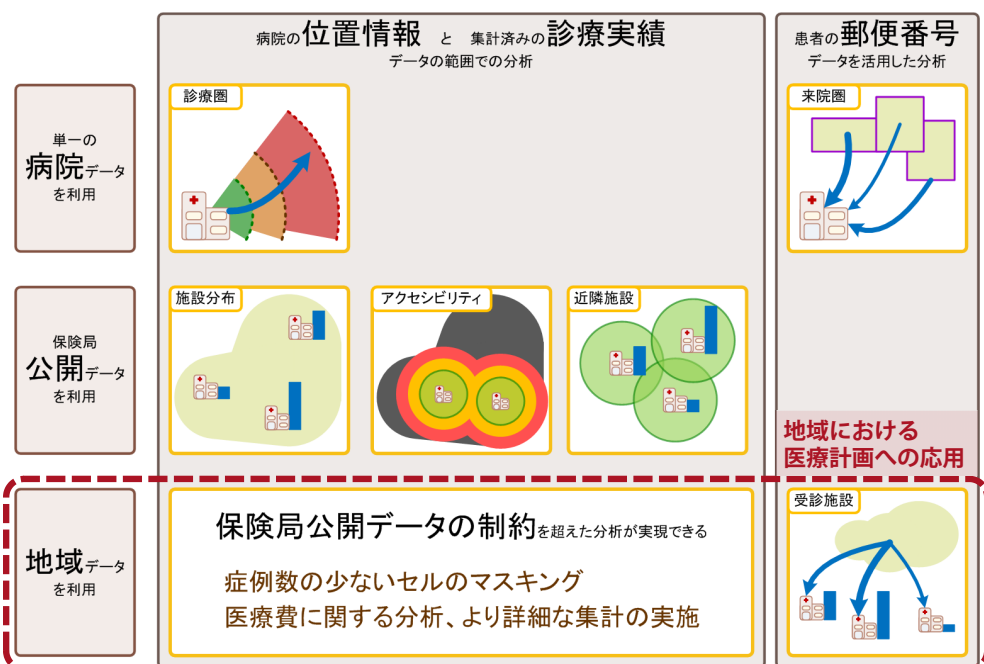 病院の位置情報 と 集計済みの診療実績
データの範囲での分析
患者の郵便番号
データを活用した分析
単一の
病院データ
を利用
診療圏
来院圏
保険局
公開データ
を利用
施設分布
アクセシビリティ
近隣施設
地域における
医療計画への応用
地域データ
を利用
保険局公開データの制約を超えた分析が実現できる
症例数の少ないセルのマスキング
医療費に関する分析、より詳細な集計の実施
受診施設